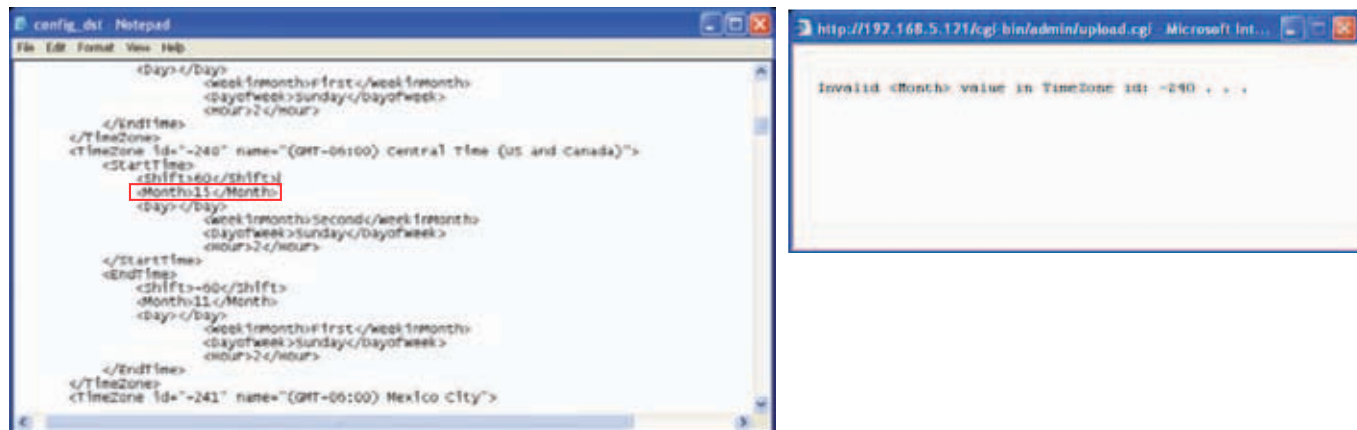 config_dst - Notepad
File Edit Format View Help
<Day></Day>
<WeekInMonth>First</WeekInMonth>
<DayofWeek>Sunday</DayofWeek>
<Hour>2</Hour>
</EndTime>
</TimeZone>
<TimeZone id="-240" name="(GMT-06:00) Central Time (US and Canada)">
<StartTime>
<Shift>60</Shift>
<Month>15</Month>
<Day></Day>
<WeekInMonth>Second</WeekInMonth>
<DayofWeek>Sunday</DayofWeek>
<Hour>2</Hour>
</StartTime>
<EndTime>
<Shift>-60</Shift>
<Month>11</Month>
<Day></Day>
<WeekInMonth>First</WeekInMonth>
<DayofWeek>Sunday</DayofWeek>
<Hour>2</Hour>
</EndTime>
</TimeZone>
<TimeZone id="-241" name="(GMT-06:00) Mexico City">
http://192.168.5.121/cgi-bin/admin/upload.cgi - Microsoft Int...
Invalid <Month> value in TimeZone id: -240 . . .